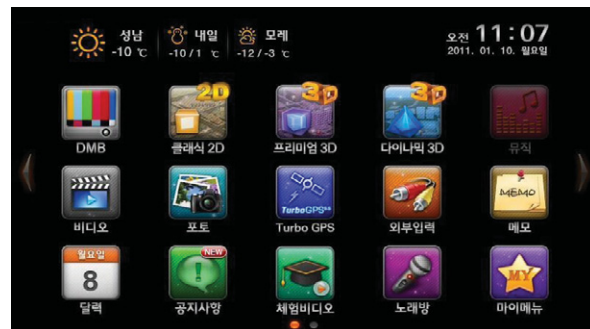 성남
-10 ℃
내일
-10/1 ℃
모레
-12/-3 ℃
오전 11:07
2011. 01. 10. 월요일
2D
3D
3D
DMB
클래식 2D
프리미엄 3D
다이나믹 3D
뮤직
TurboGPS
MEMO
비디오
포토
Turbo GPS
외부입력
메모
월요일
8
NEW
MY
달력
공지사항
체험비디오
노래방
마이메뉴